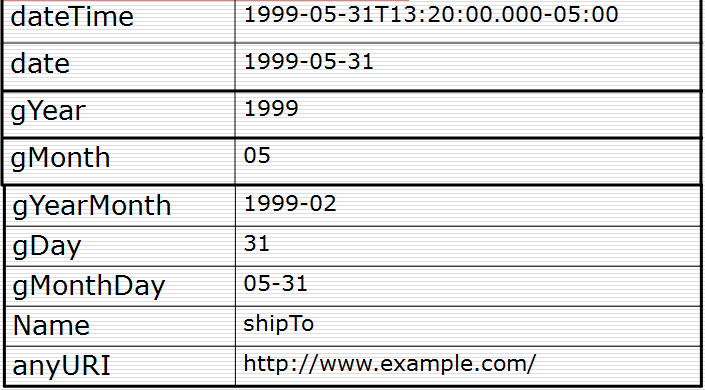 dateTime 1999-05-31T13:20:00.000-05:00
date 1999-05-31
gYear 1999
gMonth 05
gYearMonth 1999-02
gDay 31
gMonthDay 05-31
Name shipTo
anyURI http://www.example.com/